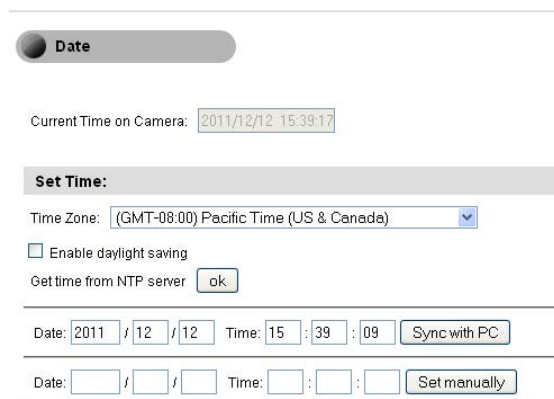 Date
Current Time on Camera: 2011/12/12 15:39:17
Set Time:
Time Zone: (GMT-08:00) Pacific Time (US & Canada)
Enable daylight saving
Get time from NTP server ok
Date: 2011 / 12 / 12 Time: 15 : 39 : 09 Sync with PC
Date: / / Time: : : Set manually